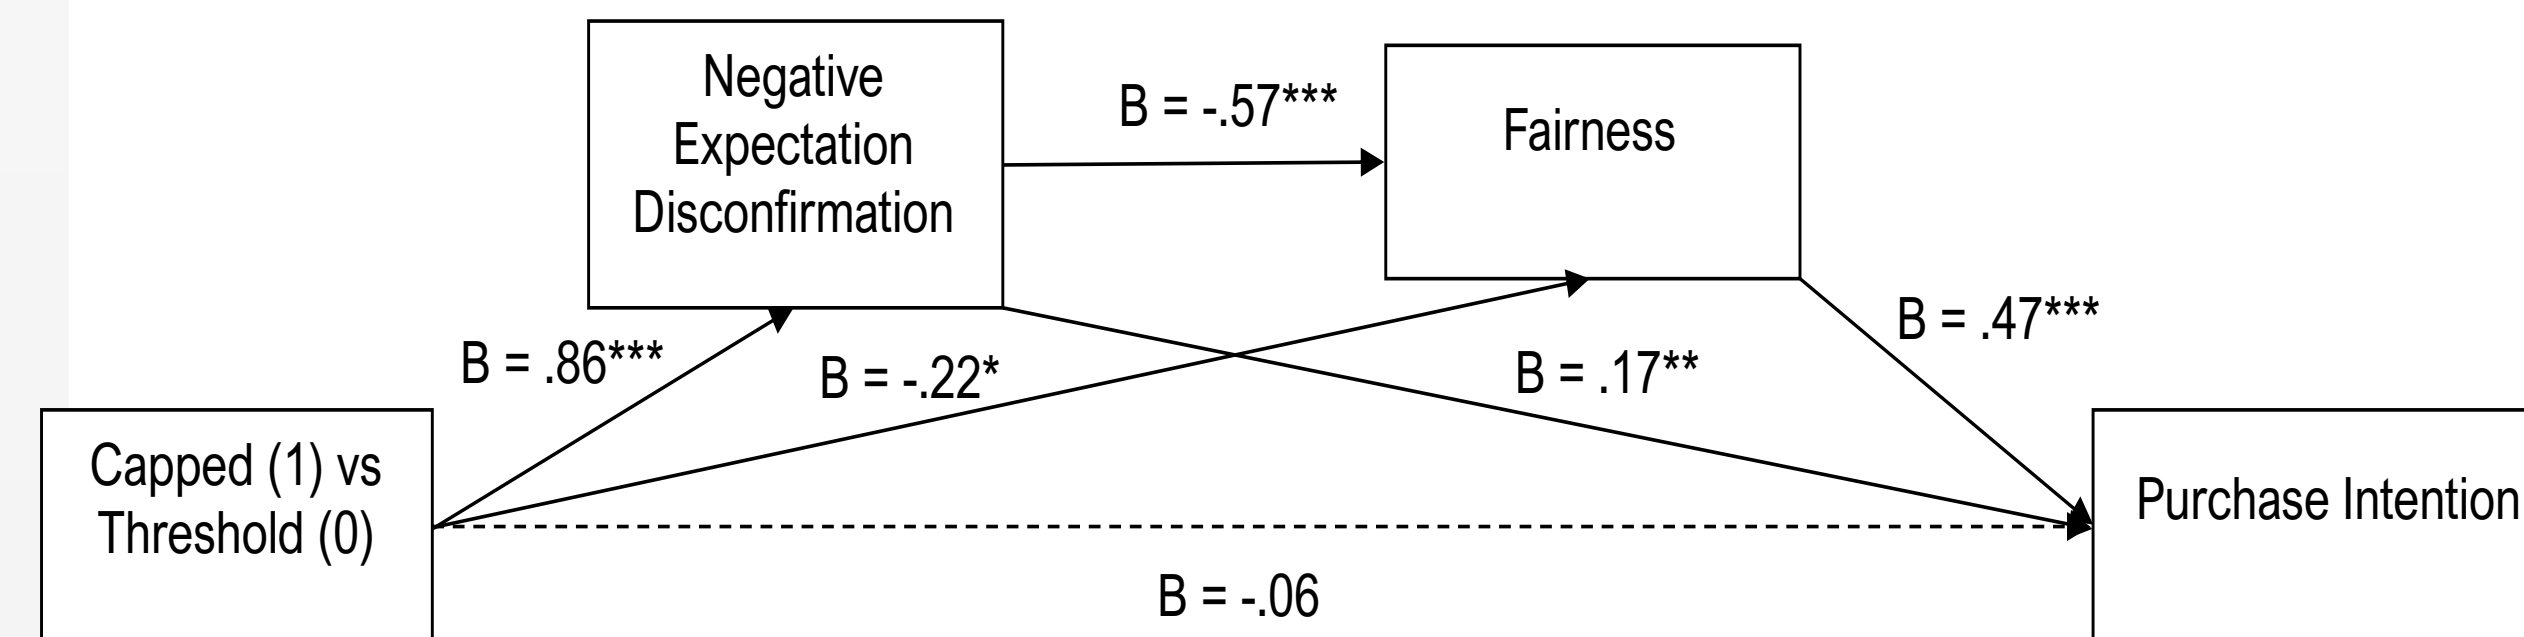 Negative
Expectation
Disconfirmation
B = -.57***
Fairness
B = .86***
B = -.22*
B = .17**
B = .47***
Capped (1) vs
Threshold (0)
Purchase Intention
B = -.06